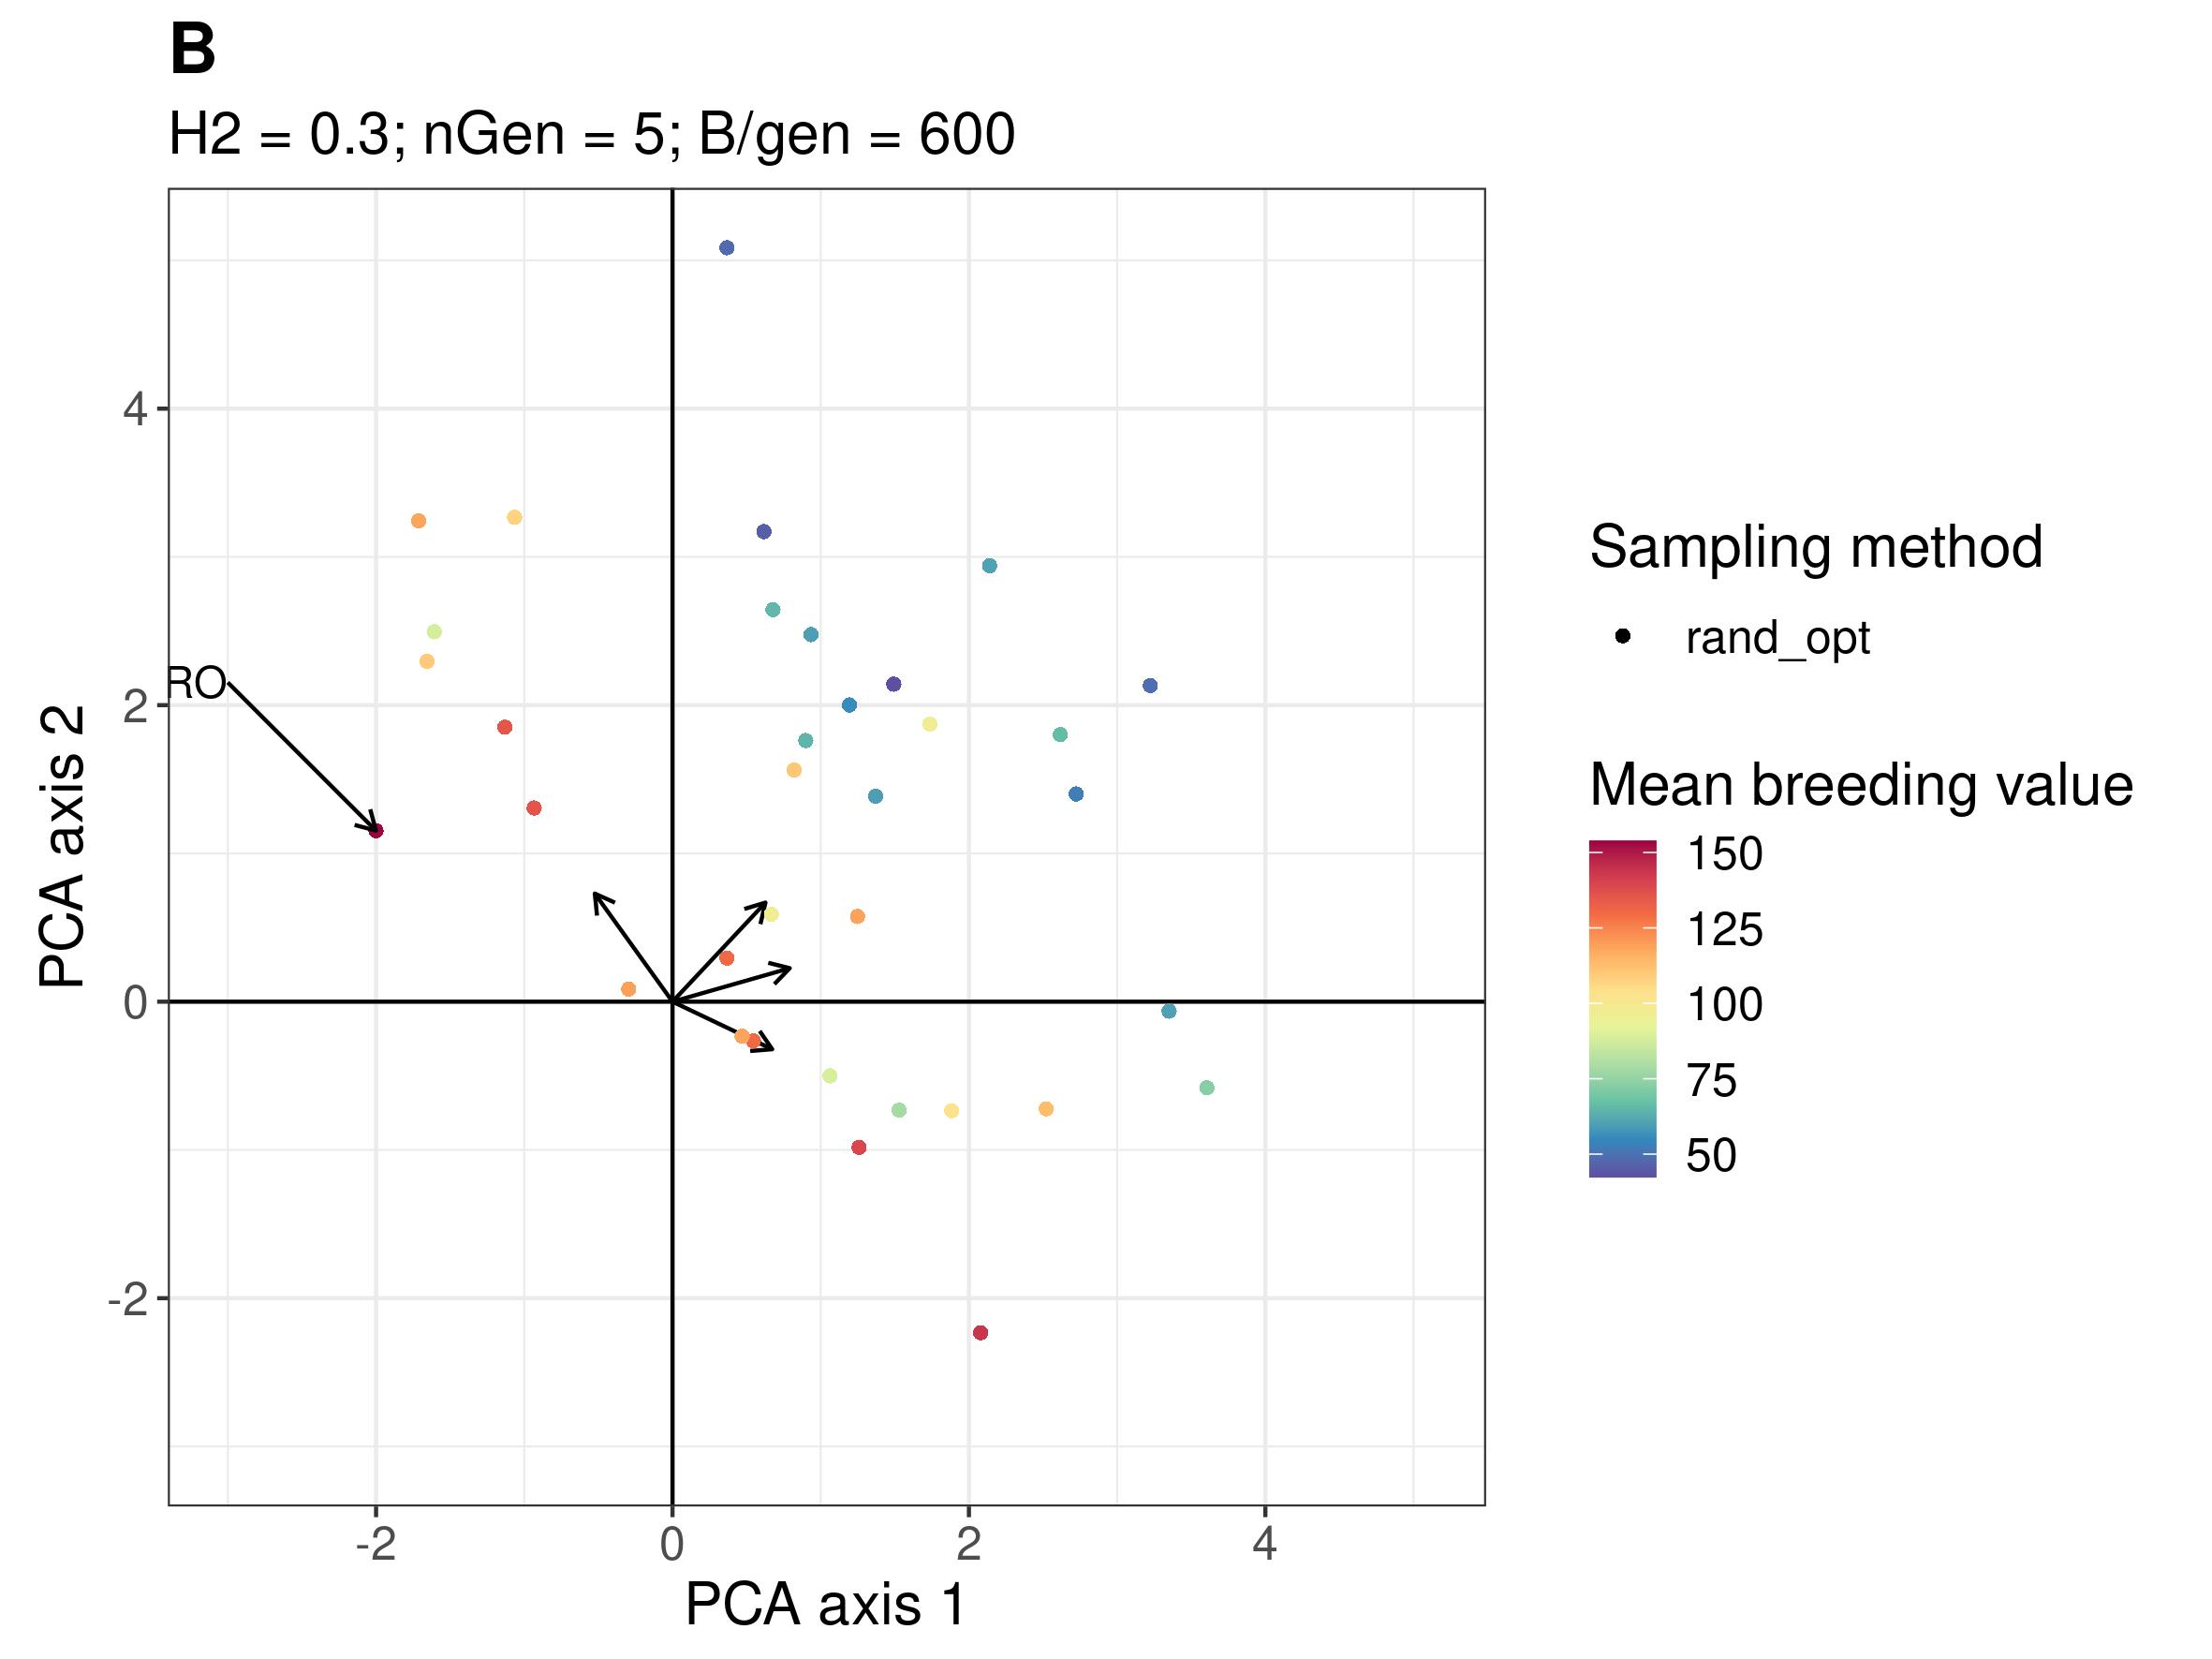 B
H2 = 0.3; nGen = 5; B/gen = 600
4
2
0
-2
PCA axis 2
RO
-2 0 2 4
PCA axis 1
Sampling method
rand_opt
Mean breeding value
150
125
100
75
50